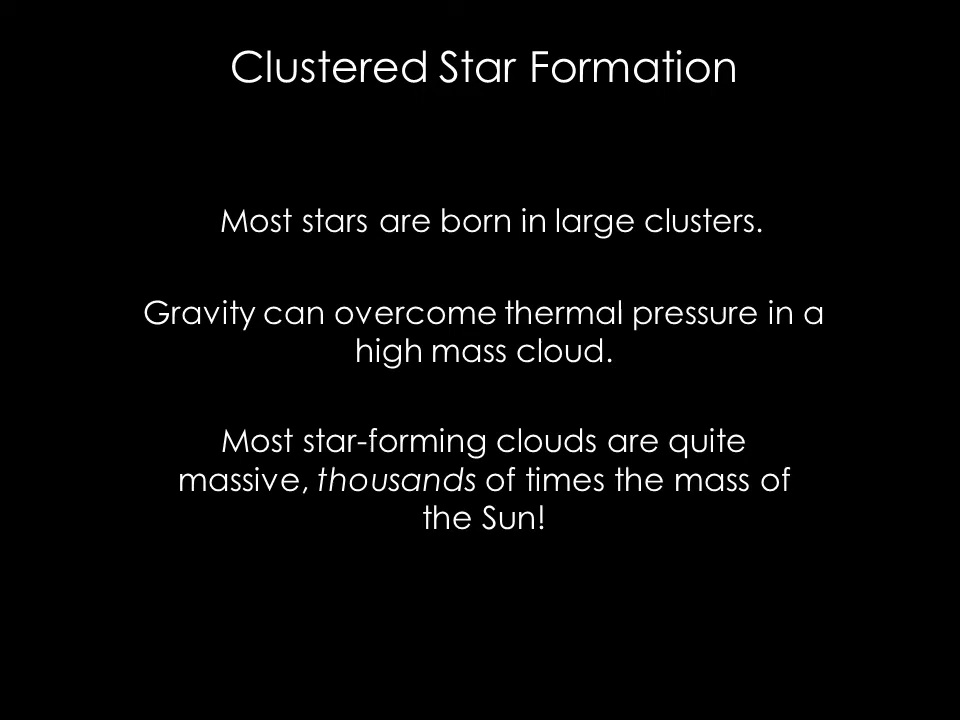 Clustered Star Formation
Most stars are born in large clusters.
Gravity can overcome thermal pressure in a
high mass cloud.
Most star-forming clouds are quite
massive, thousands of times the mass of
the Sun!